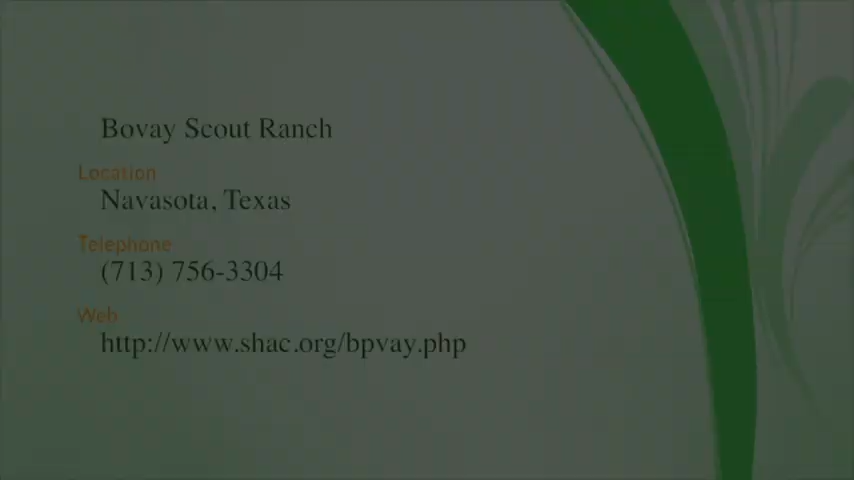 Bovay Scout Ranch
Location
Navasota, Texas
Telephone
(713) 756-3304
Web
http://www.shac.org/bpvay.php